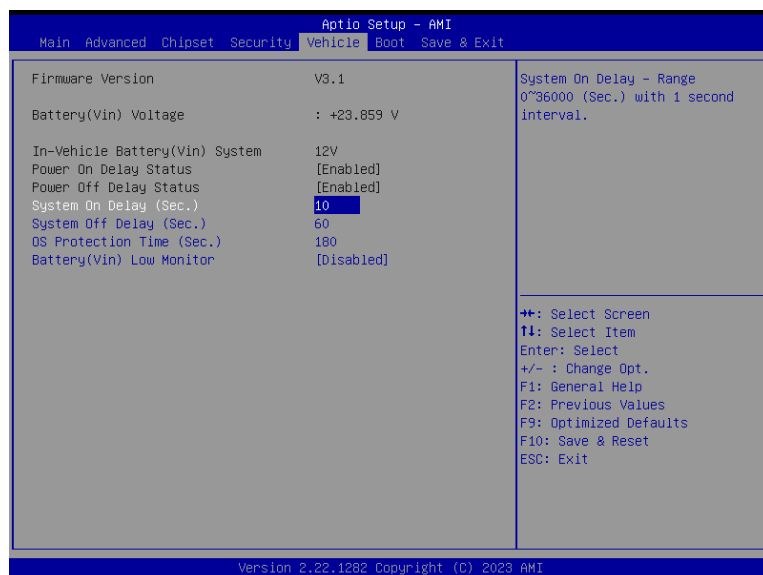 Aptio Setup – AMI
Main Advanced Chipset Security Vehicle Boot Save & Exit
Firmware Version V3.1
Battery(Vin) Voltage : +23.859 V
In-Vehicle Battery(Vin) System 12V
Power On Delay Status [Enabled]
Power Off Delay Status [Enabled]
System On Delay (Sec.) 10
System Off Delay (Sec.) 60
OS Protection Time (Sec.) 180
Battery(Vin) Low Monitor [Disabled]
System On Delay – Range
0~36000 (Sec.) with 1 second
interval.
→←: Select Screen
↑↓: Select Item
Enter: Select
+/- : Change Opt.
F1: General Help
F2: Previous Values
F9: Optimized Defaults
F10: Save & Reset
ESC: Exit
Version 2.22.1282 Copyright (C) 2023 AMI